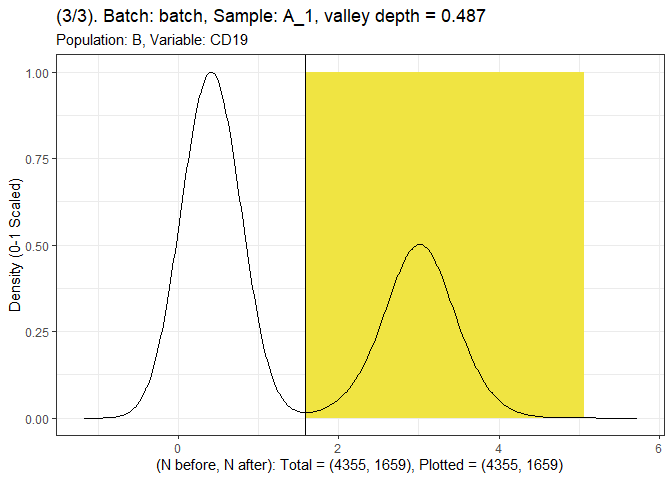 (3/3). Batch: batch, Sample: A_1, valley depth = 0.487
Population: B, Variable: CD19
Density (0-1 Scaled)
1.00
0.75
0.50
0.25
0.00
0 2 4 6
(N before, N after): Total = (4355, 1659), Plotted = (4355, 1659)